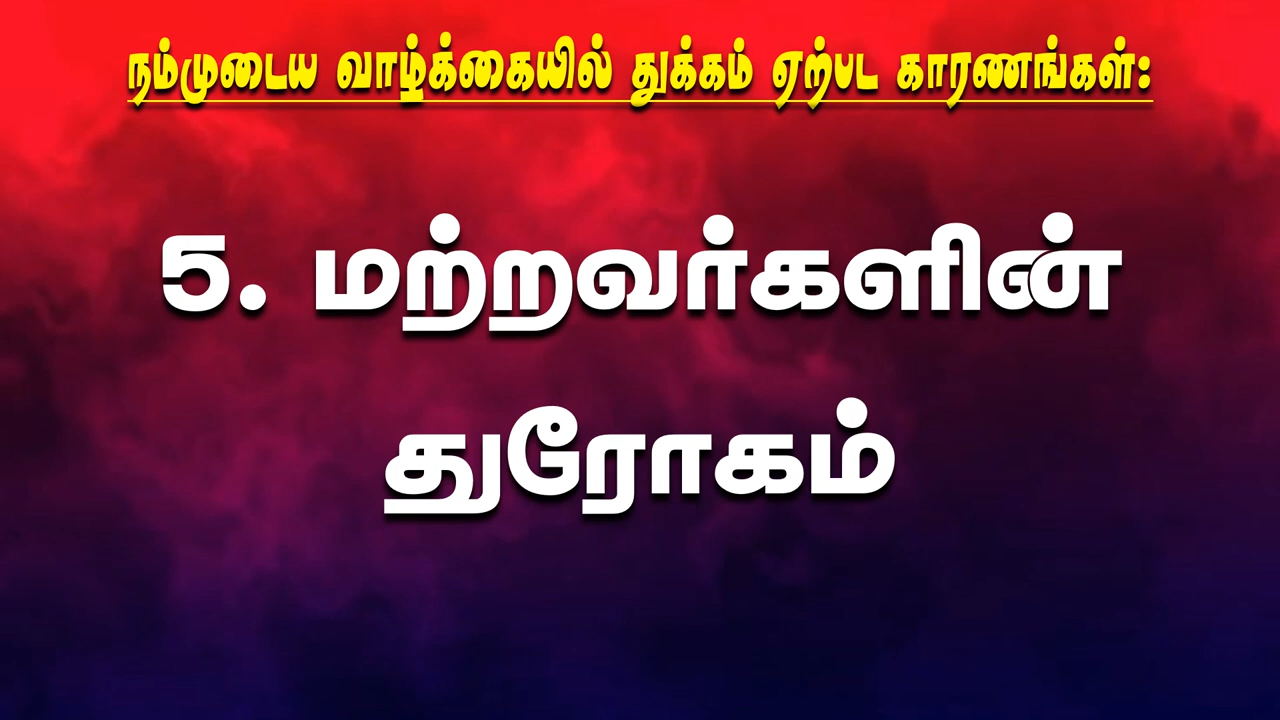 நம்முடைய வாழ்க்கையில் துக்கம் ஏற்பட காரணங்கள்:
5. மற்றவர்களின்
துரோகம்